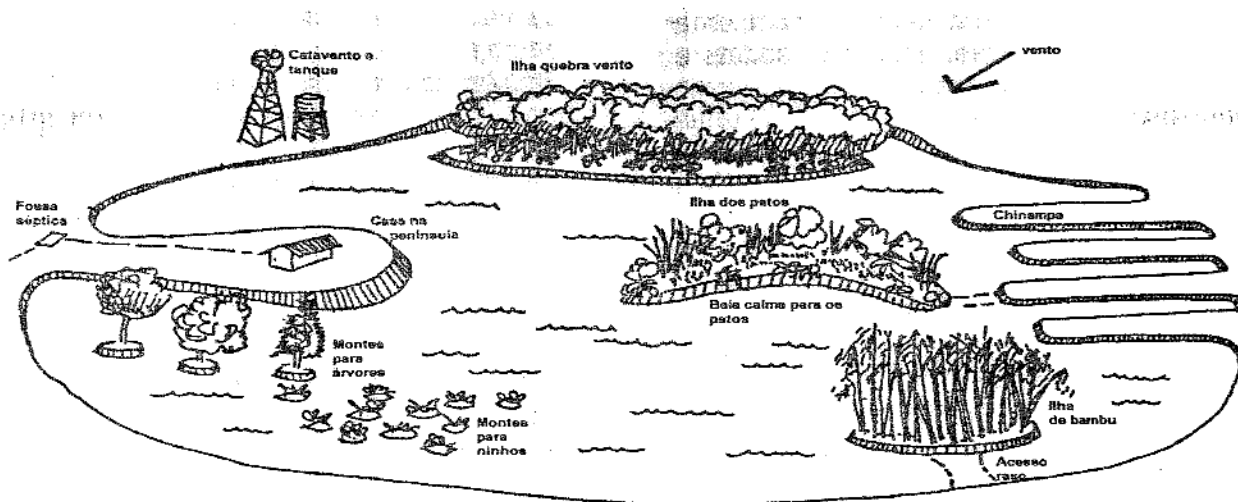 Catavento e
tanque
Ilha quebra vento
vento
Fossa
séptica
Casa na
península
Ilha dos patos
Chinampa
Baia calma para os
patos
Montes
para
árvores
Montes
para
ninhos
Ilha
de bambu
Acesso
raso